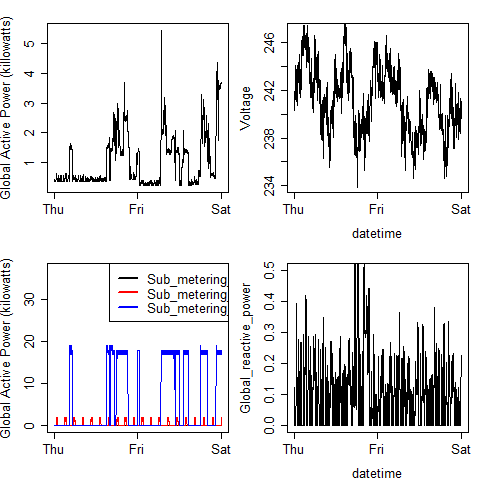 Global Active Power (killowatts)
1 2 3 4 5
Thu Fri Sat
Voltage
234 238 242 246
Thu Fri Sat
datetime
Global Active Power (kilowatts)
0 10 20 30
Sub_metering_
Sub_metering_
Sub_metering_
Thu Fri Sat
Global_reactive_power
0.0 0.1 0.2 0.3 0.4 0.5
Thu Fri Sat
datetime